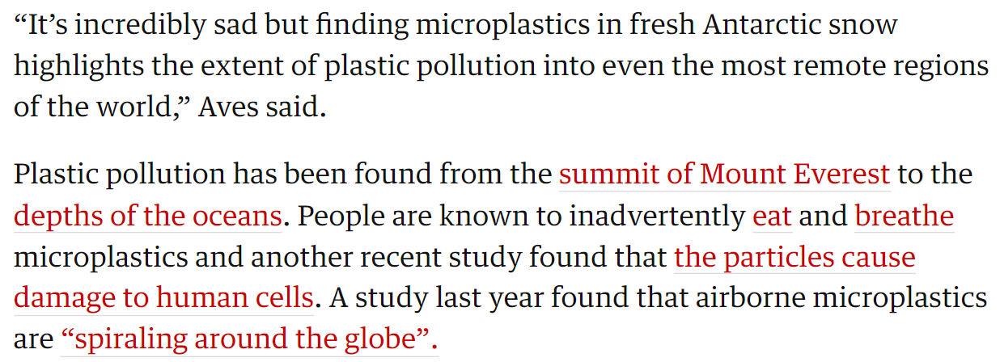 “It’s incredibly sad but finding microplastics in fresh Antarctic snow
highlights the extent of plastic pollution into even the most remote regions
of the world,” Aves said.
Plastic pollution has been found from the summit of Mount Everest to the
depths of the oceans. People are known to inadvertently eat and breathe
microplastics and another recent study found that the particles cause
damage to human cells. A study last year found that airborne microplastics
are “spiraling around the globe”.